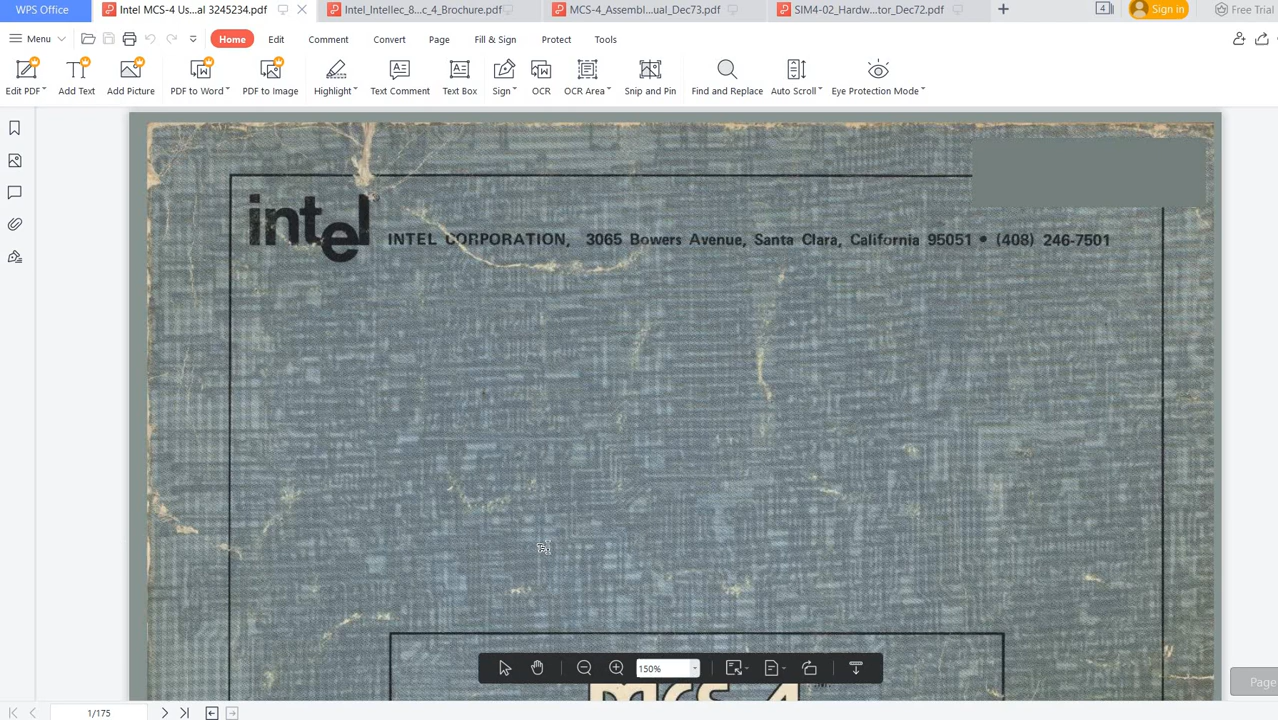 WPS Office Intel MCS-4 Us...al 3245234.pdf Intel_Intellec_8...c_4_Brochure.pdf MCS-4_Assembl...ual_Dec73.pdf SIM4-02_Hardw...tor_Dec72.pdf 4 Sign in Free Trial
Menu Home Edit Comment Convert Page Fill & Sign Protect Tools
Edit PDF Add Text Add Picture PDF to Word PDF to Image Highlight Text Comment Text Box Sign OCR OCR Area Snip and Pin Find and Replace Auto Scroll Eye Protection Mode
intel INTEL CORPORATION, 3065 Bowers Avenue, Santa Clara, California 95051 • (408) 246-7501
150%
MCS-4
Page
1/175